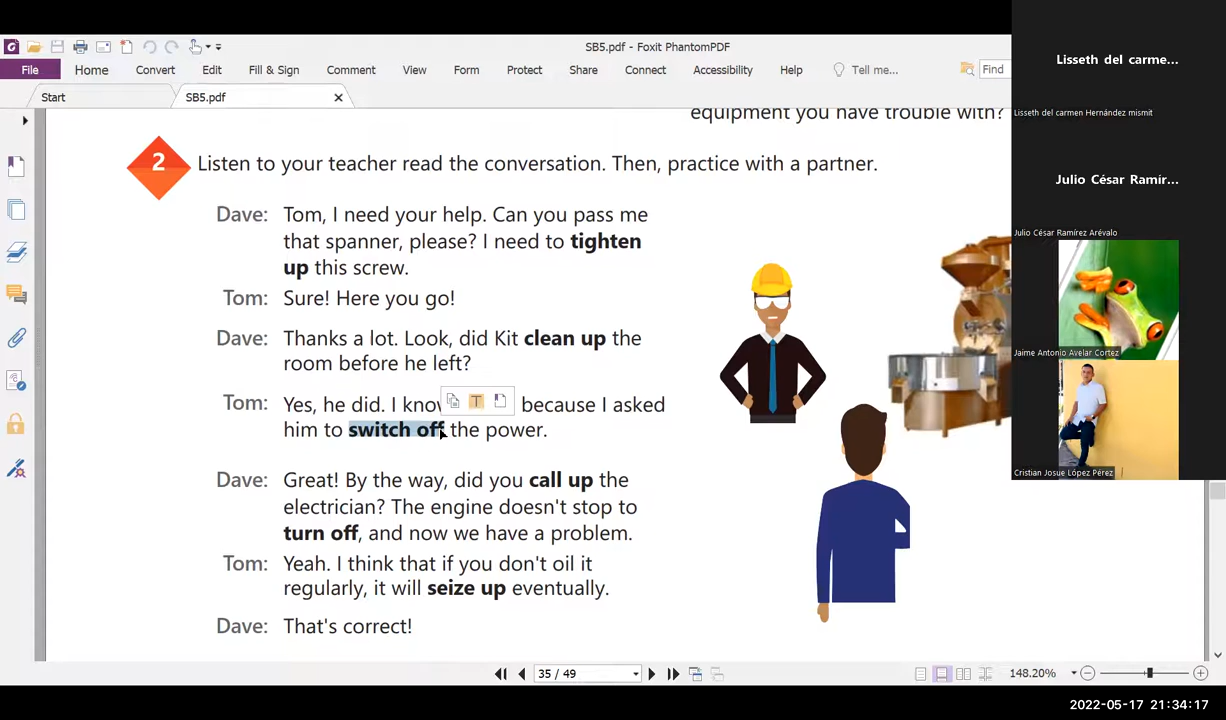 SB5.pdf - Foxit PhantomPDF
File Home Convert Edit Fill & Sign Comment View Form Protect Share Connect Accessibility Help Tell me... Find
Start SB5.pdf
equipment you have trouble with?
2 Listen to your teacher read the conversation. Then, practice with a partner.
Dave: Tom, I need your help. Can you pass me
that spanner, please? I need to tighten
up this screw.
Tom: Sure! Here you go!
Dave: Thanks a lot. Look, did Kit clean up the
room before he left?
Tom: Yes, he did. I know because I asked
him to switch off the power.
Dave: Great! By the way, did you call up the
electrician? The engine doesn't stop to
turn off, and now we have a problem.
Tom: Yeah. I think that if you don't oil it
regularly, it will seize up eventually.
Dave: That's correct!
35 / 49
148.20%
Lisseth del carme...
Lisseth del carmen Hernández mismit
Julio César Ramír...
Julio César Ramírez Arévalo
Jaime Antonio Avelar Cortez
Cristian Josue López Pérez
2022-05-17 21:34:17